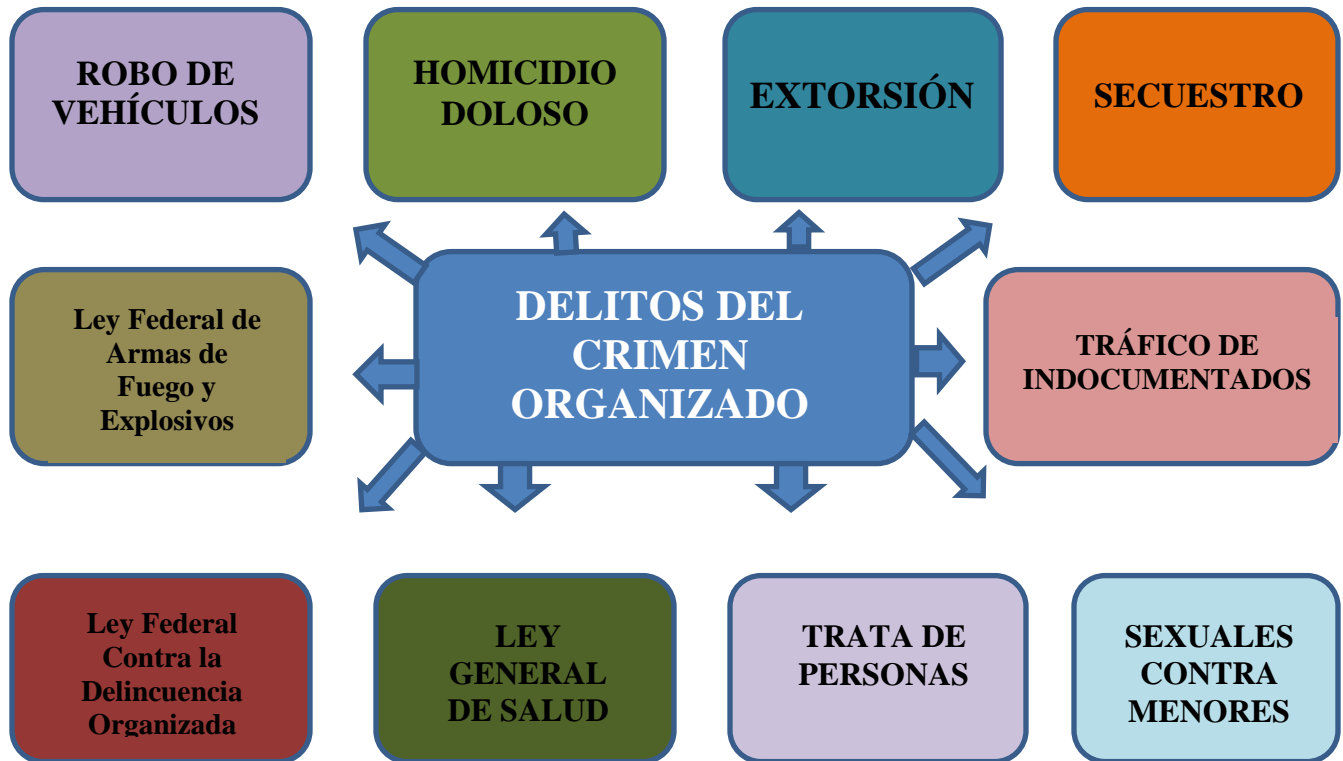 ROBO DE
VEHÍCULOS
HOMICIDIO
DOLOSO
EXTORSIÓN
SECUESTRO
Ley Federal de
Armas de
Fuego y
Explosivos
DELITOS DEL
CRIMEN
ORGANIZADO
TRÁFICO DE
INDOCUMENTADOS
Ley Federal
Contra la
Delincuencia
Organizada
LEY
GENERAL
DE SALUD
TRATA DE
PERSONAS
SEXUALES
CONTRA
MENORES